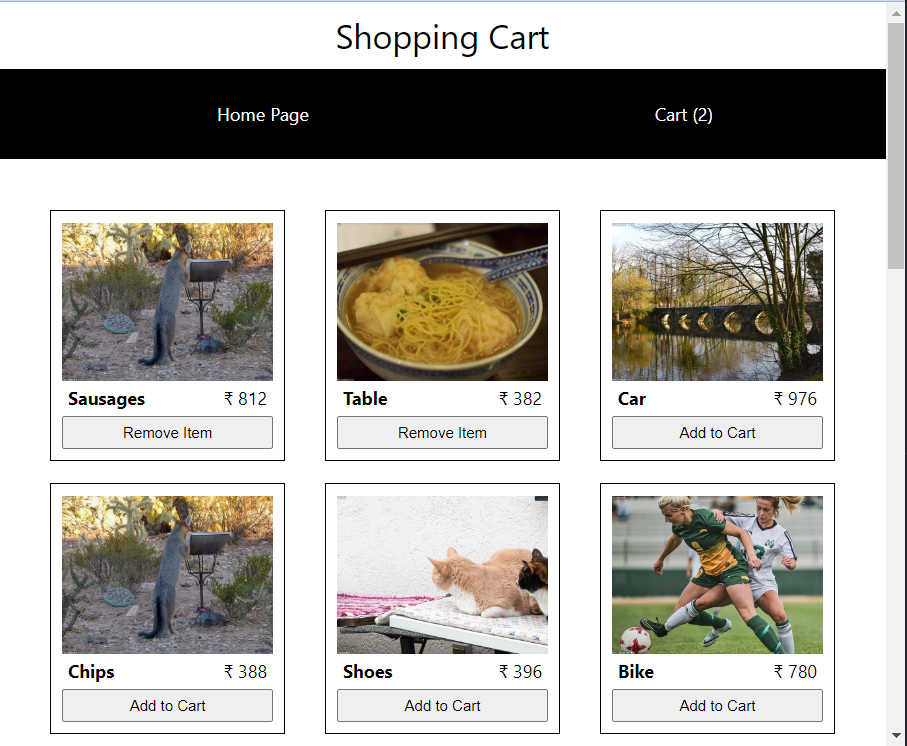 Shopping Cart
Home Page Cart (2)
Sausages ₹ 812
Table ₹ 382
Car ₹ 976
Remove Item
Remove Item
Add to Cart
Chips ₹ 388
Shoes ₹ 396
Bike ₹ 780
Add to Cart
Add to Cart
Add to Cart